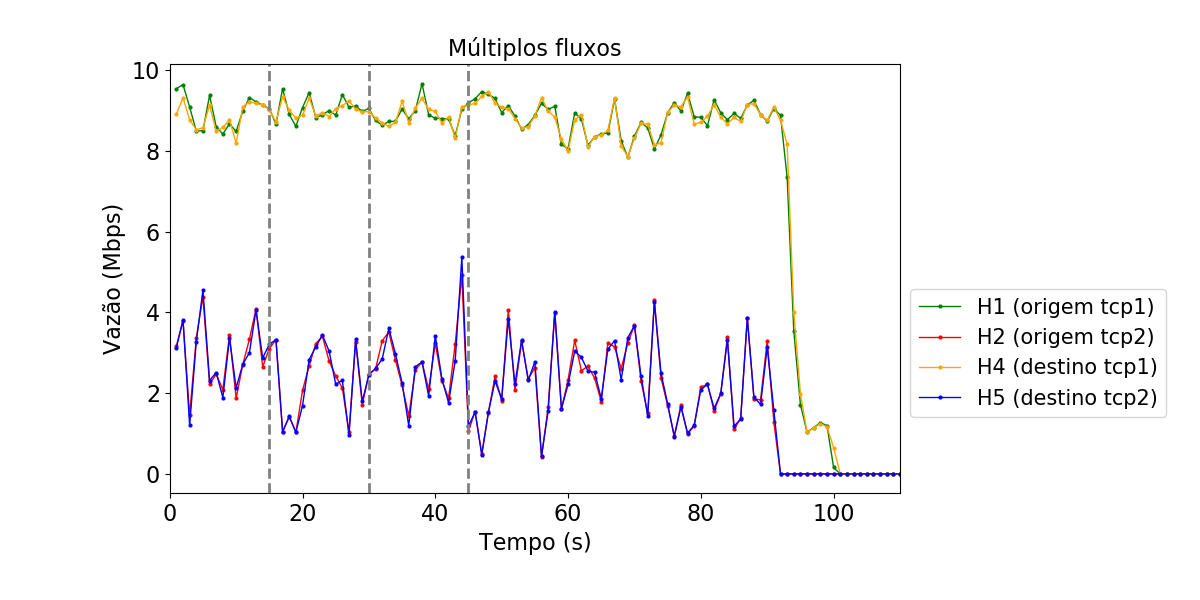 Múltiplos fluxos
10
8
6
4
2
0
Vazão (Mbps)
0 20 40 60 80 100
Tempo (s)
H1 (origem tcp1)
H2 (origem tcp2)
H4 (destino tcp1)
H5 (destino tcp2)